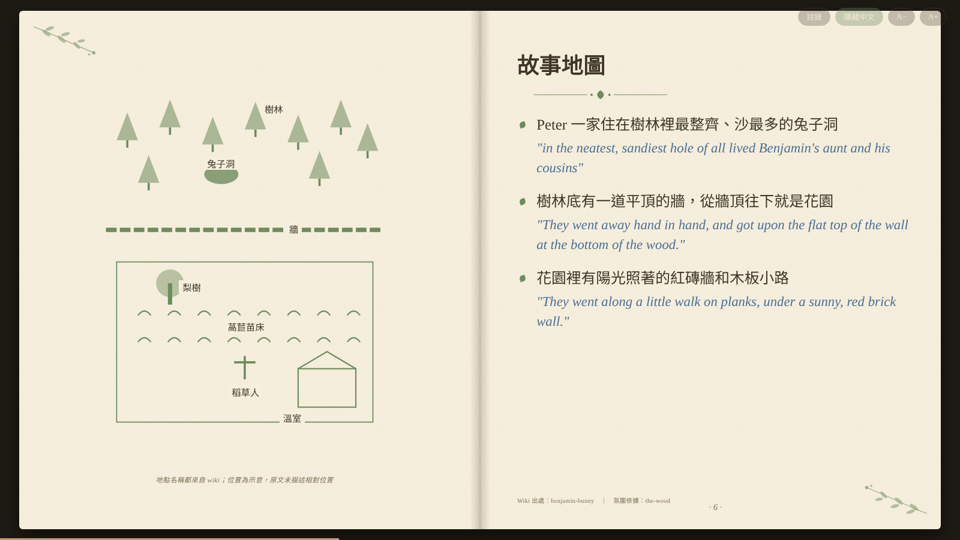 目錄
隱藏中文
A−
A+
樹林
兔子洞
牆
梨樹
萵苣苗床
稻草人
溫室
地點名稱都來自 wiki；位置為示意，原文未描述相對位置
故事地圖
Peter 一家住在樹林裡最整齊、沙最多的兔子洞
"in the neatest, sandiest hole of all lived Benjamin's aunt and his
cousins"
樹林底有一道平頂的牆，從牆頂往下就是花園
"They went away hand in hand, and got upon the flat top of the wall
at the bottom of the wood."
花園裡有陽光照著的紅磚牆和木板小路
"They went along a little walk on planks, under a sunny, red brick
wall."
Wiki 出處：benjamin-bunny ｜ 氛圍依據：the-wood
· 6 ·